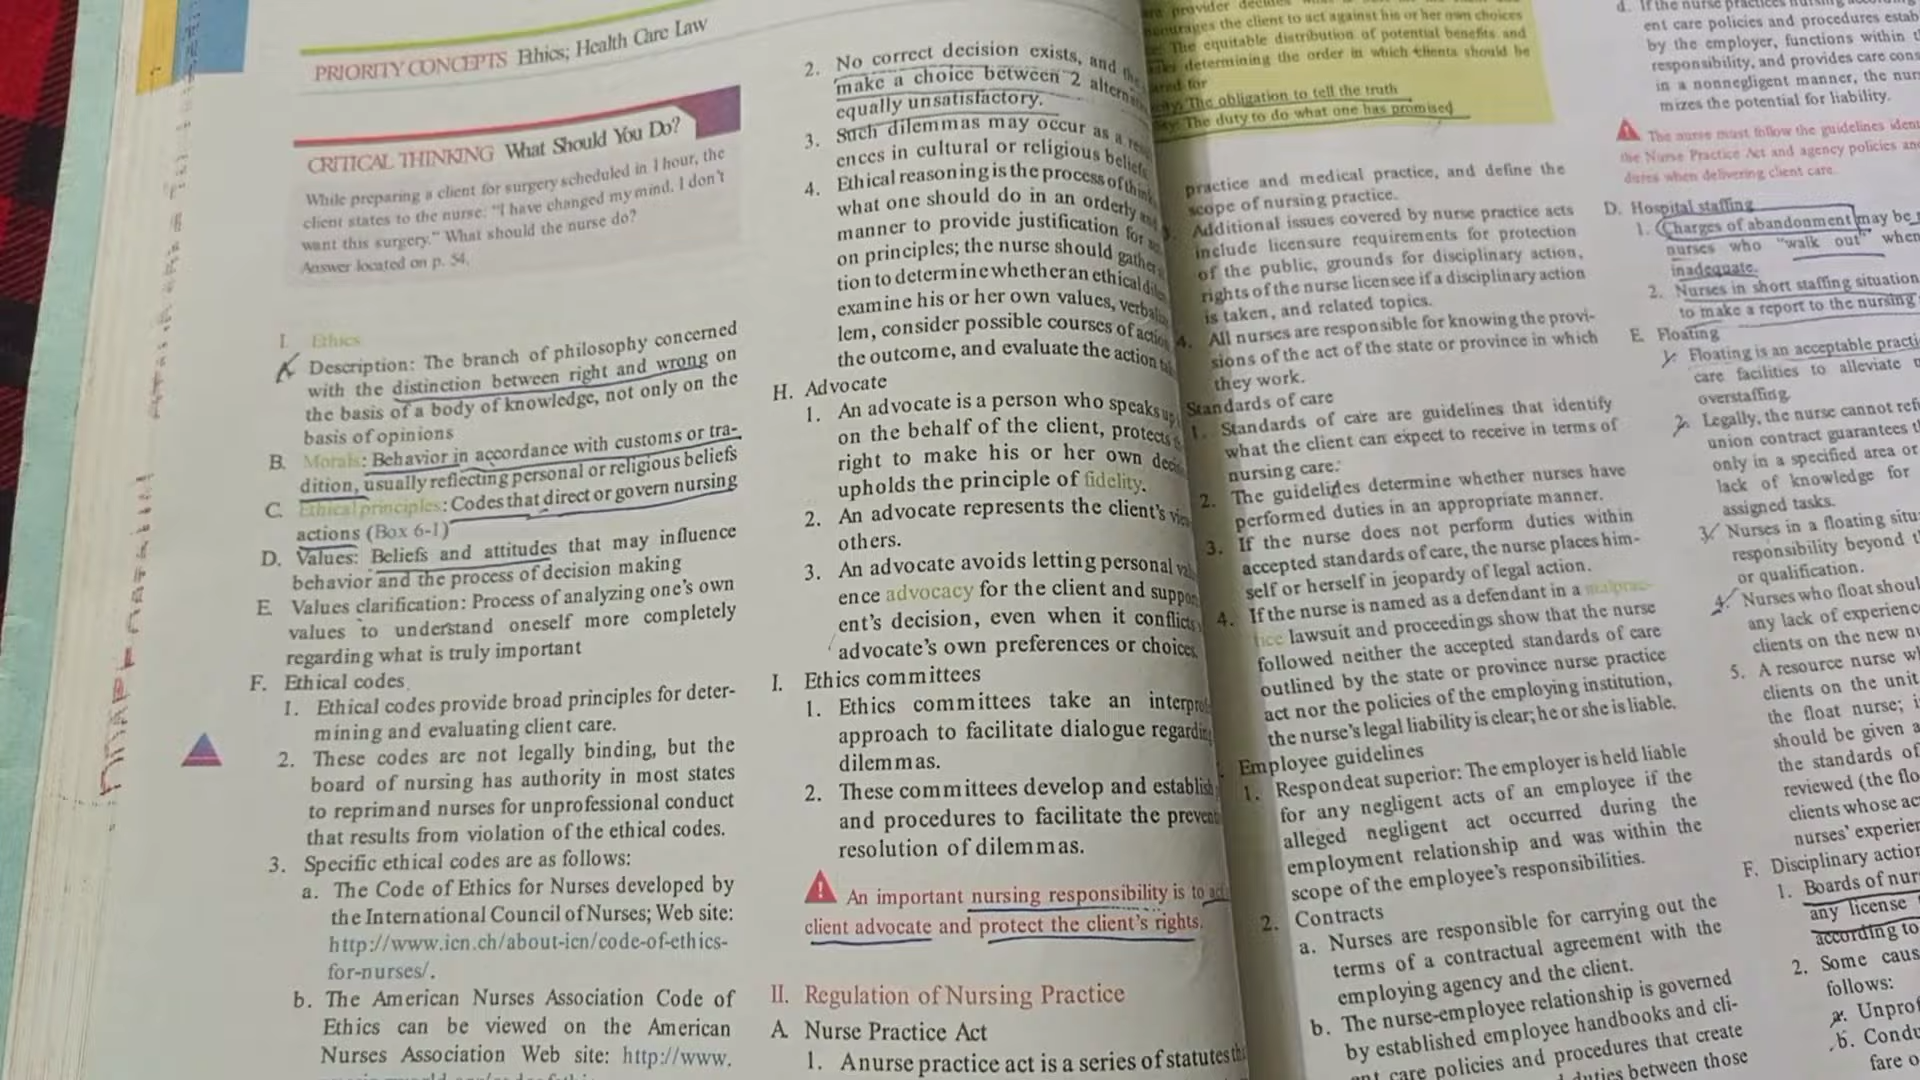 PRIORITY CONCEPTS Ethics; Health Care Law
CRITICAL THINKING What Should You Do?
While preparing a client for surgery scheduled in 1 hour, the
client states to the nurse: "I have changed my mind. I don't
want this surgery." What should the nurse do?
Answer located on p. 54.
I. Ethics
Description: The branch of philosophy concerned
with the distinction between right and wrong on
the basis of a body of knowledge, not only on the
basis of opinions
B. Morals: Behavior in accordance with customs or tra-
dition, usually reflecting personal or religious beliefs
C. Ethical principles: Codes that direct or govern nursing
actions (Box 6-1)
D. Values: Beliefs and attitudes that may influence
behavior and the process of decision making
E. Values clarification: Process of analyzing one's own
values to understand oneself more completely
regarding what is truly important
F. Ethical codes
1. Ethical codes provide broad principles for deter-
mining and evaluating client care.
2. These codes are not legally binding, but the
board of nursing has authority in most states
to reprimand nurses for unprofessional conduct
that results from violation of the ethical codes.
3. Specific ethical codes are as follows:
a. The Code of Ethics for Nurses developed by
the International Council of Nurses; Web site:
http://www.icn.ch/about-icn/code-of-ethics-
for-nurses/.
b. The American Nurses Association Code of
Ethics can be viewed on the American
Nurses Association Web site: http://www.
2. No correct decision exists, and the
make a choice between 2
equally unsatisfactory.
3. Such dilemmas may occur as a
ences in cultural or religious beliefs
4. Ethical reasoning is the process of
what one should do in an orderly
manner to provide justification for
on principles; the nurse should gather
tion to determine whether an ethical
examine his or her own values,
lem, consider possible courses of
the outcome, and evaluate the action
H. Advocate
1. An advocate is a person who speaks up
on the behalf of the client, protects
right to make his or her own
upholds the principle of fidelity.
2. An advocate represents the client's
others.
3. An advocate avoids letting personal
ence advocacy for the client and
ent's decision, even when it conflicts
advocate's own preferences or choices.
I. Ethics committees
1. Ethics committees take an
approach to facilitate dialogue
dilemmas.
2. These committees develop and establish
and procedures to facilitate the
resolution of dilemmas.
An important nursing responsibility is to
client advocate and protect the client's rights.
II. Regulation of Nursing Practice
A Nurse Practice Act
1. A nurse practice act is a series of statutes
provider
the client to act against his or her own choices
The equitable distribution of potential benefits and
determining the order in which clients should be
for
The obligation to tell the truth
The duty to do what one has promised
practice and medical practice, and define the
scope of nursing practice.
Additional issues covered by nurse practice acts
include licensure requirements for protection
of the public, grounds for disciplinary action,
rights of the nurse licensee if a disciplinary action
is taken, and related topics.
4. All nurses are responsible for knowing the provi-
sions of the act of the state or province in which
they work.
Standards of care
1. Standards of care are guidelines that identify
what the client can expect to receive in terms of
nursing care.
2. The guidelines determine whether nurses have
performed duties in an appropriate manner.
3. If the nurse does not perform duties within
accepted standards of care, the nurse places him-
self or herself in jeopardy of legal action.
4. If the nurse is named as a defendant in a malprac-
tice lawsuit and proceedings show that the nurse
followed neither the accepted standards of care
outlined by the state or province nurse practice
act nor the policies of the employing institution,
the nurse's legal liability is clear; he or she is liable.
Employee guidelines
1. Respondeat superior: The employer is held liable
for any negligent acts of an employee if the
alleged negligent act occurred during the
employment relationship and was within the
scope of the employee's responsibilities.
2. Contracts
a. Nurses are responsible for carrying out the
terms of a contractual agreement with the
employing agency and the client.
b. The nurse-employee relationship is governed
by established employee handbooks and cli-
ent care policies and procedures that create
duties between those
d. If the nurse practices nursing
ent care policies and procedures
by the employer, functions within
responsibility, and provides care
in a nonnegligent manner, the
mizes the potential for liability.
The nurse must follow the guidelines
the Nurse Practice Act and agency policies and
dures when delivering client care.
D. Hospital staffing
1. Charges of abandonment may be
nurses who "walk out" when
inadequate.
2. Nurses in short staffing
to make a report to the nursing
E. Floating
Floating is an acceptable
care facilities to alleviate
overstaffing.
2. Legally, the nurse cannot
union contract guarantees
only in a specified area or
lack of knowledge for
assigned tasks.
3. Nurses in a floating
responsibility beyond
or qualification.
4. Nurses who float
any lack of
clients on the new
5. A resource nurse
clients on the unit
the float nurse;
should be given a
the standards of
reviewed (the
clients whose
nurses'
F. Disciplinary
1. Boards of
any license
according to
2. Some
follows:
a.
b.
fare